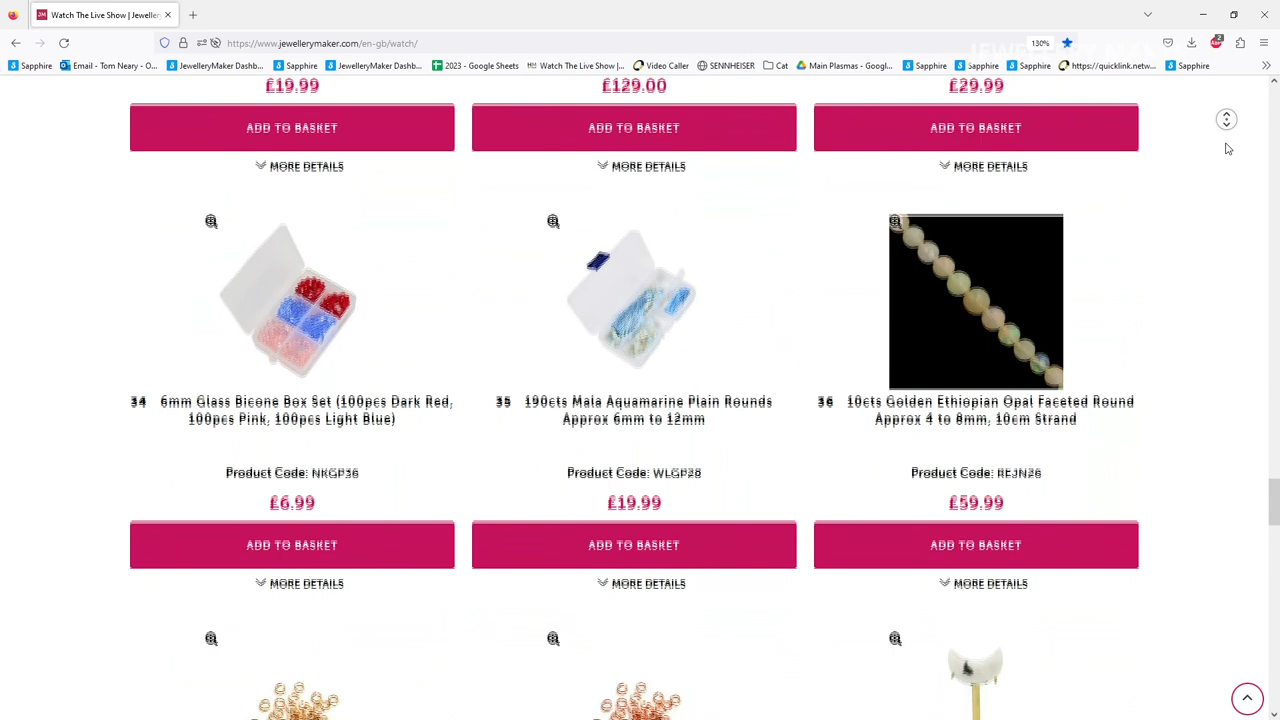 Watch The Live Show | Jeweller
https://www.jewellerymaker.com/en-gb/watch/
130%
2
Sapphire
Email - Tom Neary - O...
JewelleryMaker Dashb...
Sapphire
JewelleryMaker Dashb...
2023 - Google Sheets
Watch The Live Show |...
Video Caller
SENNHEISER
Cat
Main Plasmas - Googl...
Sapphire
Sapphire
Sapphire
https://quicklink.netw...
Sapphire
£19.99 £129.00 £29.99
ADD TO BASKET ADD TO BASKET ADD TO BASKET
MORE DETAILS MORE DETAILS MORE DETAILS
34 6mm Glass Bicone Box Set (100pcs Dark Red,
100pcs Pink, 100pcs Light Blue)
35 190cts Mala Aquamarine Plain Rounds
Approx 6mm to 12mm
36 10cts Golden Ethiopian Opal Faceted Round
Approx 4 to 8mm, 10cm Strand
Product Code: NKGP36 Product Code: WLGP28 Product Code: REJN26
£6.99 £19.99 £59.99
ADD TO BASKET ADD TO BASKET ADD TO BASKET
MORE DETAILS MORE DETAILS MORE DETAILS